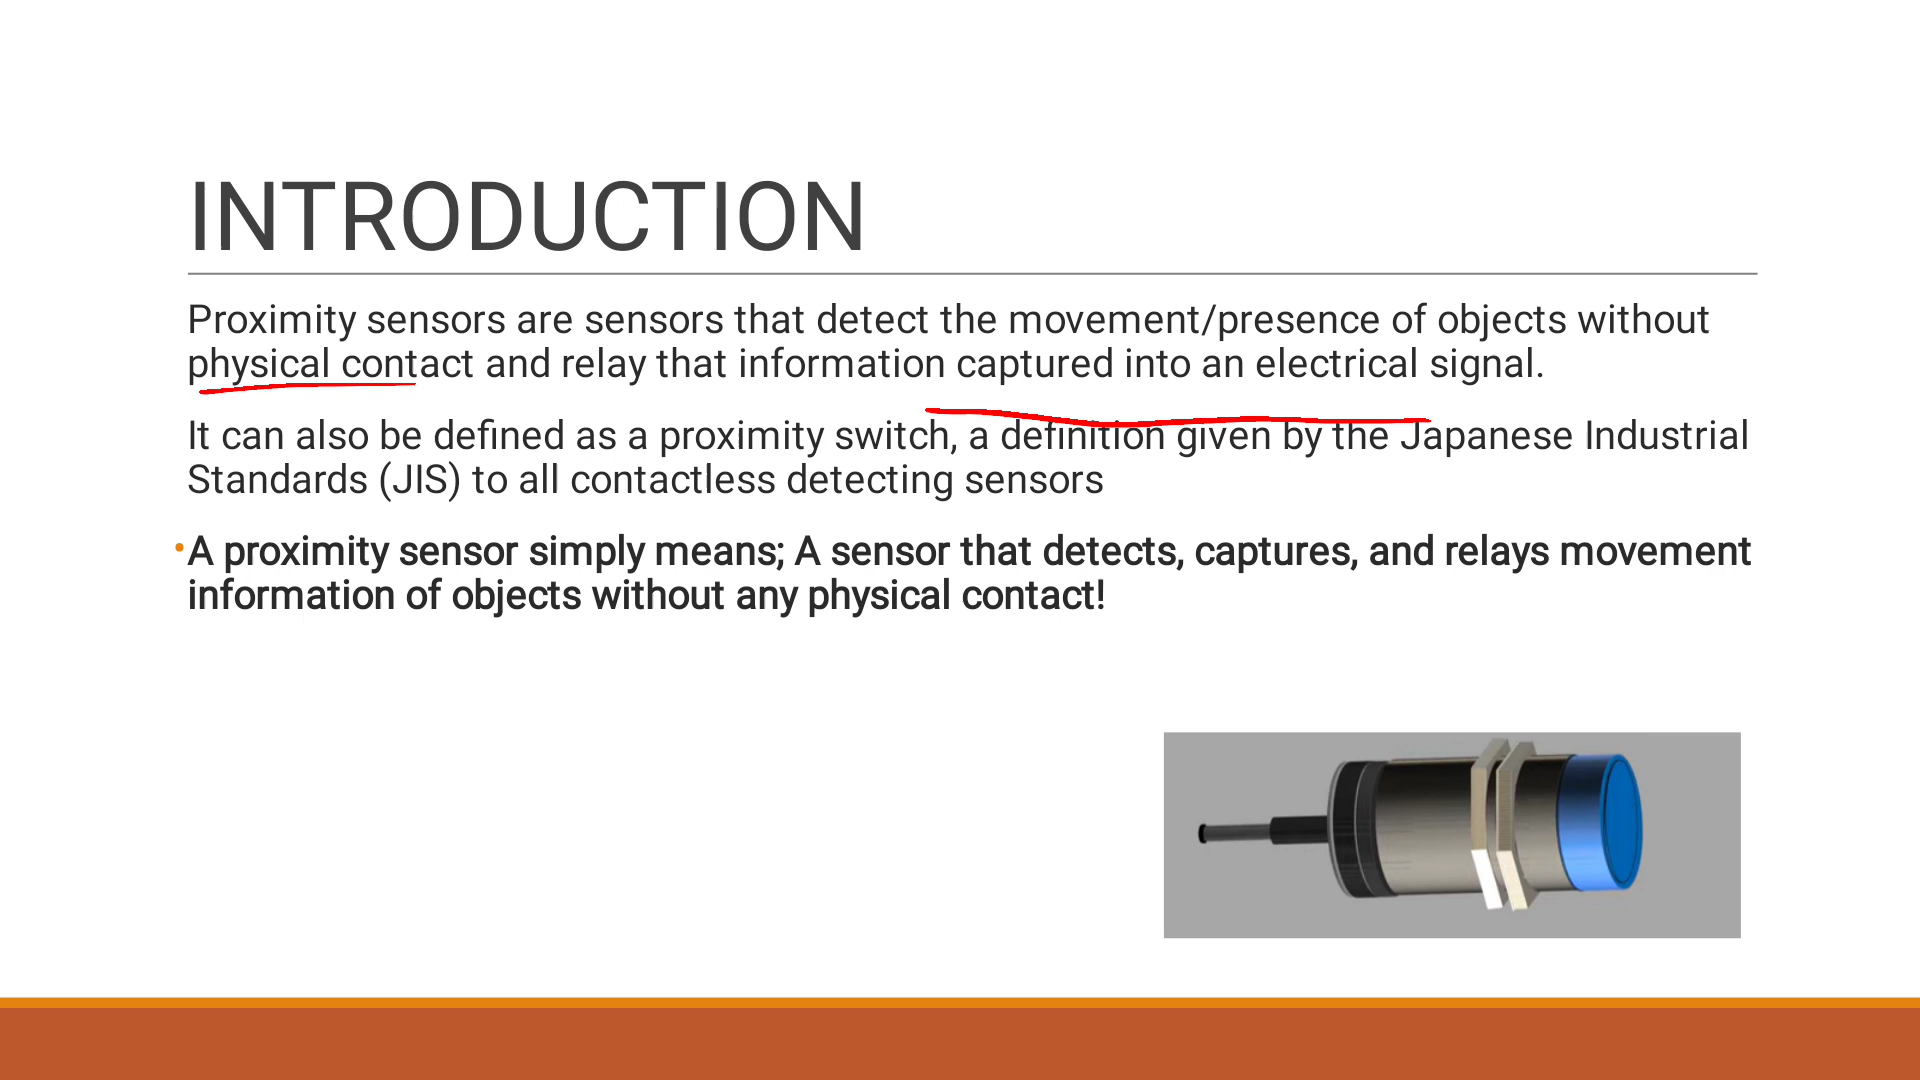 INTRODUCTION
Proximity sensors are sensors that detect the movement/presence of objects without
physical contact and relay that information captured into an electrical signal.
It can also be defined as a proximity switch, a definition given by the Japanese Industrial
Standards (JIS) to all contactless detecting sensors
•A proximity sensor simply means; A sensor that detects, captures, and relays movement
information of objects without any physical contact!